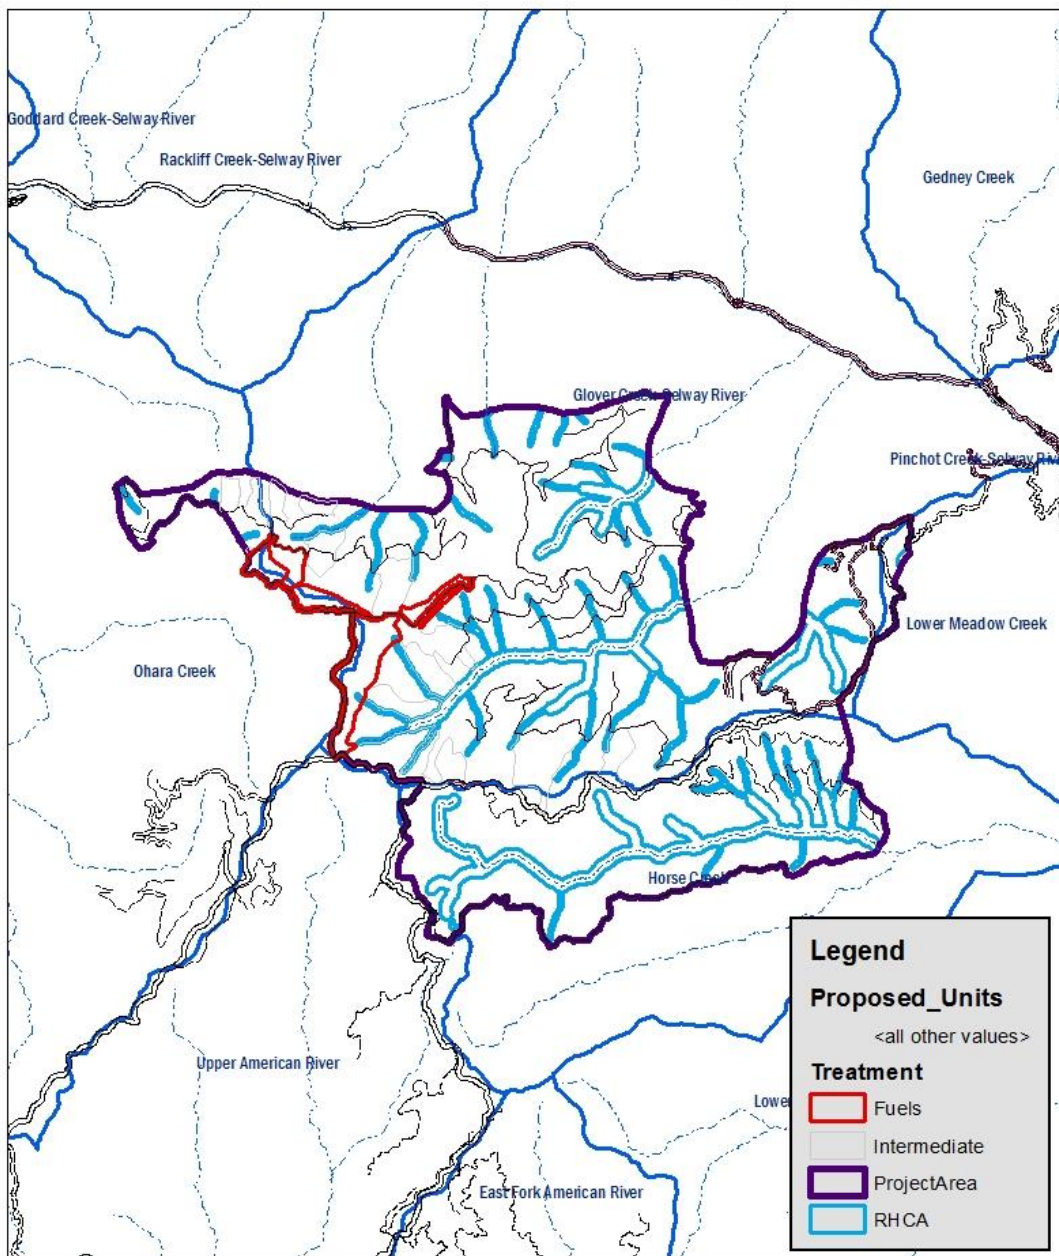 Goddard Creek-Selway River
Rackliff Creek-Selway River
Gedney Creek
Glover Creek-Selway River
Pinchot Creek-Selway Rive
Lower Meadow Creek
Ohara Creek
Horse Creek
Upper American River
Lowe
East Fork American River
Legend
Proposed_Units
<all other values>
Treatment
Fuels
Intermediate
ProjectArea
RHCA